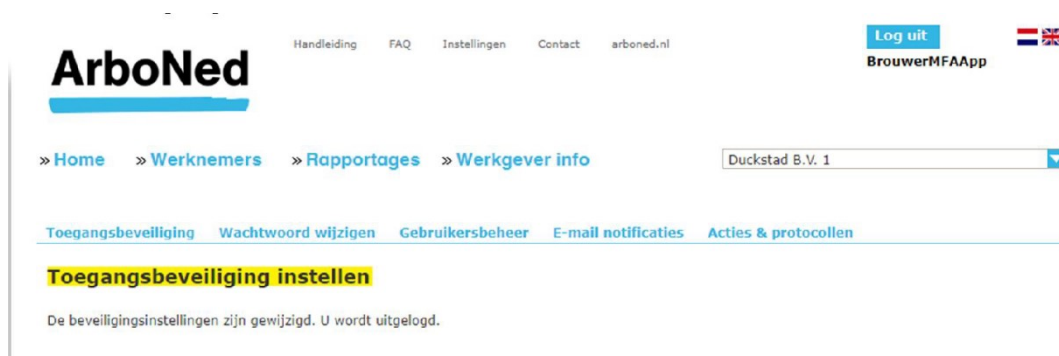 ArboNed
Handleiding FAQ Instellingen Contact arboned.nl
Log uit
BrouwerMFAApp
» Home » Werknemers » Rapportages » Werkgever info
Duckstad B.V. 1
Toegangsbeveiliging Wachtwoord wijzigen Gebruikersbeheer E-mail notificaties Acties & protocollen
Toegangsbeveiliging instellen
De beveiligingsinstellingen zijn gewijzigd. U wordt uitgelogd.